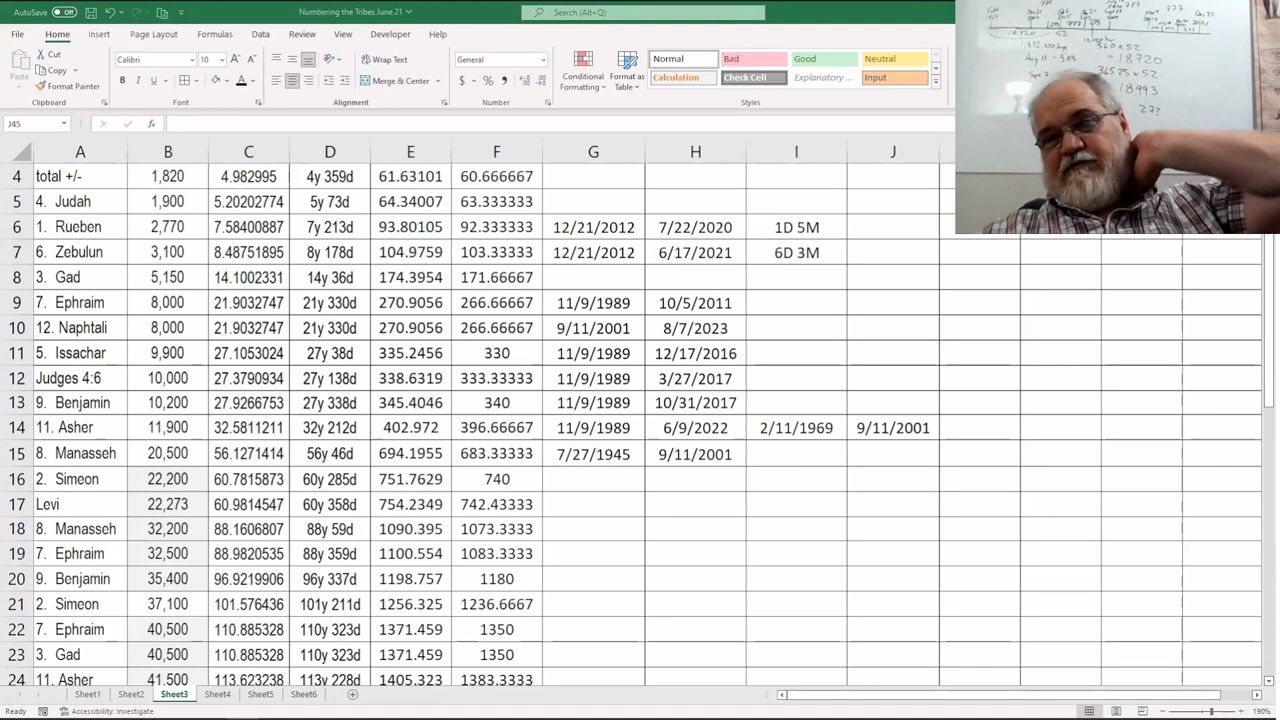 AutoSave Off Numbering the Tribes June 21 Search (Alt+Q)
File Home Insert Page Layout Formulas Data Review View Developer Help
Paste Cut Copy Format Painter Clipboard
Calibri 10 Font
Wrap Text Merge & Center Alignment
General Number
Conditional Formatting Format as Table
Normal Bad Good Neutral
Calculation Check Cell Explanatory ... Input
Styles
J45 fx
A B C D E F G H I J
4 total +/- 1,820 4.982995 4y 359d 61.63101 60.666667
5 4. Judah 1,900 5.20202774 5y 73d 64.34007 63.333333
6 1. Rueben 2,770 7.58400887 7y 213d 93.80105 92.333333 12/21/2012 7/22/2020 1D 5M
7 6. Zebulun 3,100 8.48751895 8y 178d 104.9759 103.33333 12/21/2012 6/17/2021 6D 3M
8 3. Gad 5,150 14.1002331 14y 36d 174.3954 171.66667
9 7. Ephraim 8,000 21.9032747 21y 330d 270.9056 266.66667 11/9/1989 10/5/2011
10 12. Naphtali 8,000 21.9032747 21y 330d 270.9056 266.66667 9/11/2001 8/7/2023
11 5. Issachar 9,900 27.1053024 27y 38d 335.2456 330 11/9/1989 12/17/2016
12 Judges 4:6 10,000 27.3790934 27y 138d 338.6319 333.33333 11/9/1989 3/27/2017
13 9. Benjamin 10,200 27.9266753 27y 338d 345.4046 340 11/9/1989 10/31/2017
14 11. Asher 11,900 32.5811211 32y 212d 402.972 396.66667 11/9/1989 6/9/2022 2/11/1969 9/11/2001
15 8. Manasseh 20,500 56.1271414 56y 46d 694.1955 683.33333 7/27/1945 9/11/2001
16 2. Simeon 22,200 60.7815873 60y 285d 751.7629 740
17 Levi 22,273 60.9814547 60y 358d 754.2349 742.43333
18 8. Manasseh 32,200 88.1606807 88y 59d 1090.395 1073.3333
19 7. Ephraim 32,500 88.9820535 88y 359d 1100.554 1083.3333
20 9. Benjamin 35,400 96.9219906 96y 337d 1198.757 1180
21 2. Simeon 37,100 101.576436 101y 211d 1256.325 1236.6667
22 7. Ephraim 40,500 110.885328 110y 323d 1371.459 1350
23 3. Gad 40,500 110.885328 110y 323d 1371.459 1350
24 11. Asher 41,500 113.623238 113y 228d 1405.323 1383.3333
Sheet1 Sheet2 Sheet3 Sheet4 Sheet5 Sheet6
Ready Accessibility: Investigate 190%
360 x 52
18720
18993